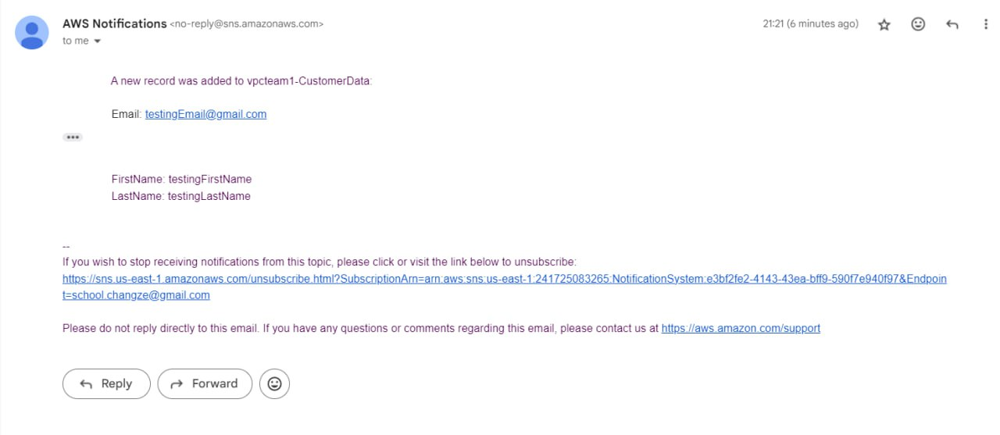 AWS Notifications <no-reply@sns.amazonaws.com>
21:21 (6 minutes ago)
to me
A new record was added to vpcteam1-CustomerData:
Email: testingEmail@gmail.com
FirstName: testingFirstName
LastName: testingLastName
--
If you wish to stop receiving notifications from this topic, please click or visit the link below to unsubscribe:
https://sns.us-east-1.amazonaws.com/unsubscribe.html?SubscriptionArn=arn:aws:sns:us-east-1:241725083265:NotificationSystem:e3bf2fe2-4143-43ea-bff9-590f7e940f97&Endpoin
t=school.changze@gmail.com
Please do not reply directly to this email. If you have any questions or comments regarding this email, please contact us at https://aws.amazon.com/support
Reply
Forward